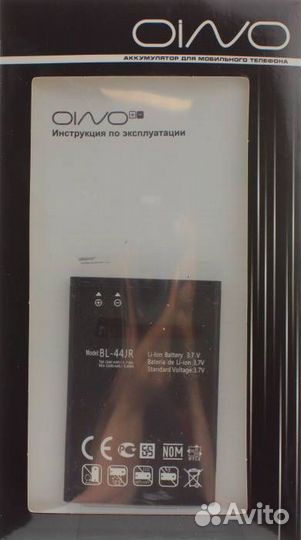 OINO
АККУМУЛЯТОР ДЛЯ МОБИЛЬНОГО ТЕЛЕФОНА
OINO
Инструкция по эксплуатации
Model BL-44JR
Li-ion Battery 3.7 V
Bateria de Li-ion 3,7V
Standard Voltage:3.7V
CE
NOM
Avito